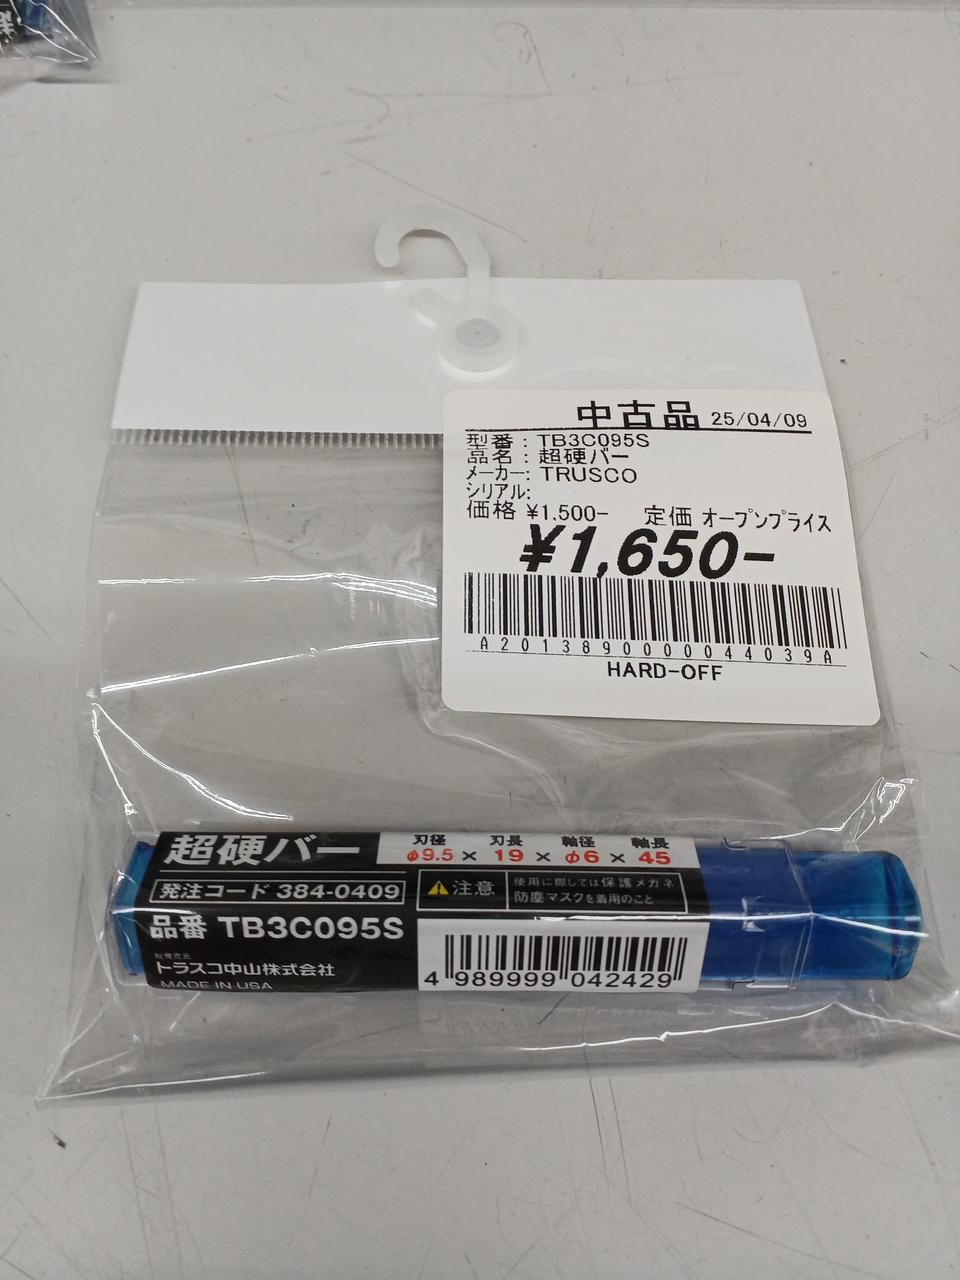 中古品 25/04/09
型番：TB3C095S
品名：超硬バー
メーカー：TRUSCO
シリアル：
価格 ¥1,500- 定価 オープンプライス
¥1,650-
A2013890000044039A
HARD-OFF
超硬バー
刃径 刃長 軸径 軸長
φ9.5 × 19 × φ6 × 45
発注コード 384-0409
⚠注意
使用に際しては保護メガネ
防塵マスクを着用のこと
品番 TB3C095S
総発売元
トラスコ中山株式会社
MADE IN USA
4 989999 042429